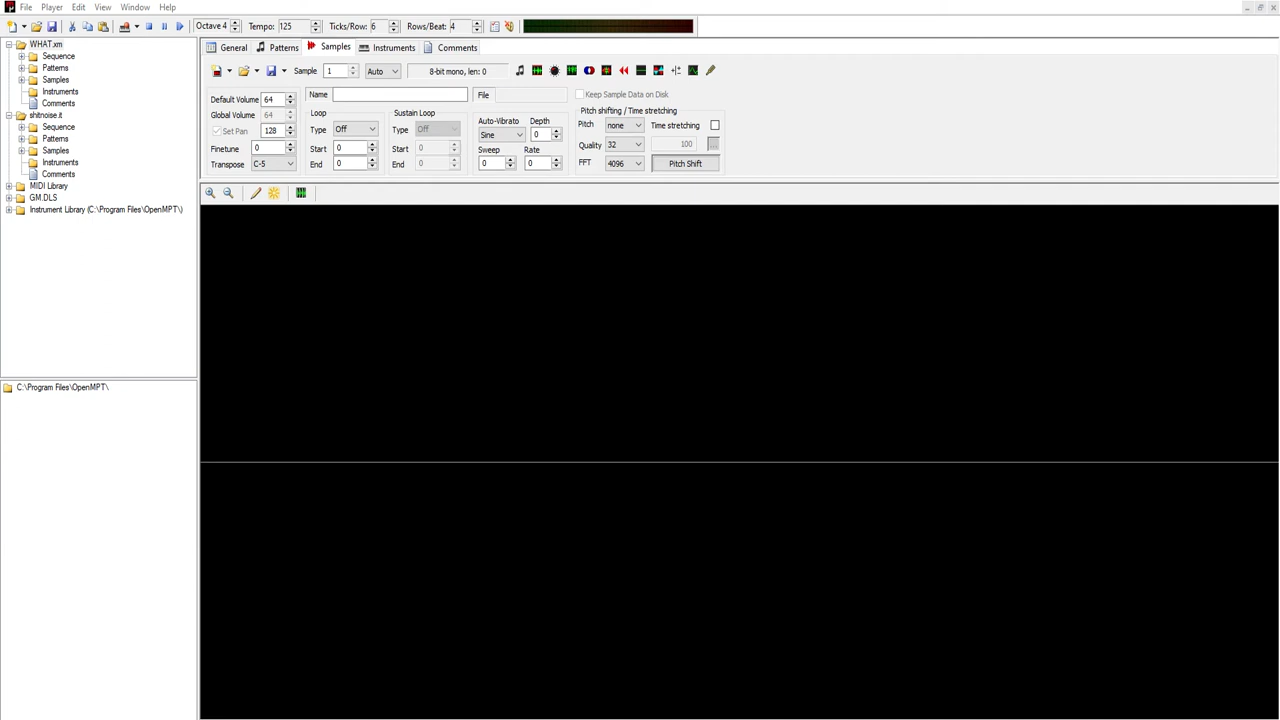 File Player Edit View Window Help
Octave 4 Tempo: 125 Ticks/Row: 6 Rows/Beat: 4
WHAT.xm
Sequence
Patterns
Samples
Instruments
Comments
shitnoise.it
Sequence
Patterns
Samples
Instruments
Comments
MIDI Library
GM.DLS
Instrument Library (C:\Program Files\OpenMPT\)
C:\Program Files\OpenMPT\
General Patterns Samples Instruments Comments
Sample 1 Auto 8-bit mono, len: 0
Default Volume 64
Global Volume 64
Set Pan 128
Finetune 0
Transpose C-5
Name
File
Loop
Type Off
Start 0
End 0
Sustain Loop
Type Off
Start 0
End 0
Auto-Vibrato Depth
Sine 0
Sweep Rate
0 0
Keep Sample Data on Disk
Pitch shifting / Time stretching
Pitch none Time stretching
Quality 32 100 ...
FFT 4096 Pitch Shift